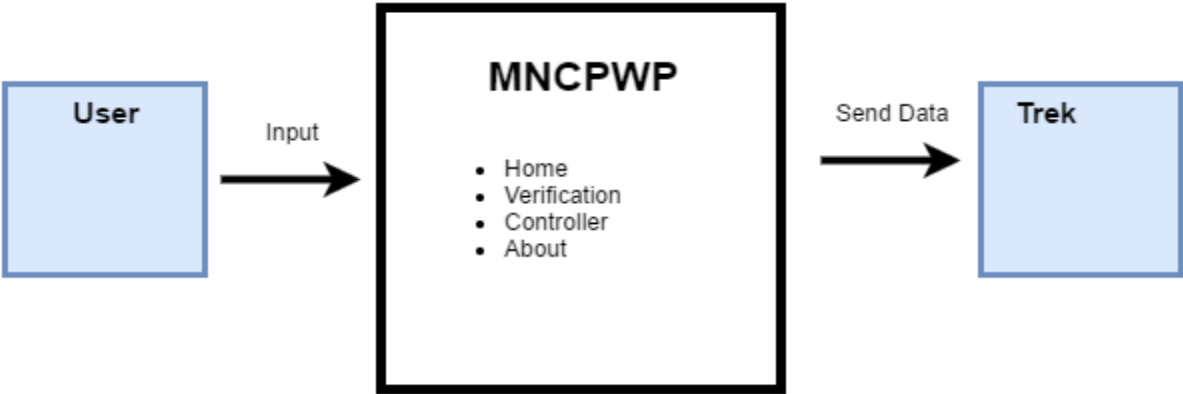 User
Input
MNCPWP
• Home
• Verification
• Controller
• About
Send Data
Trek